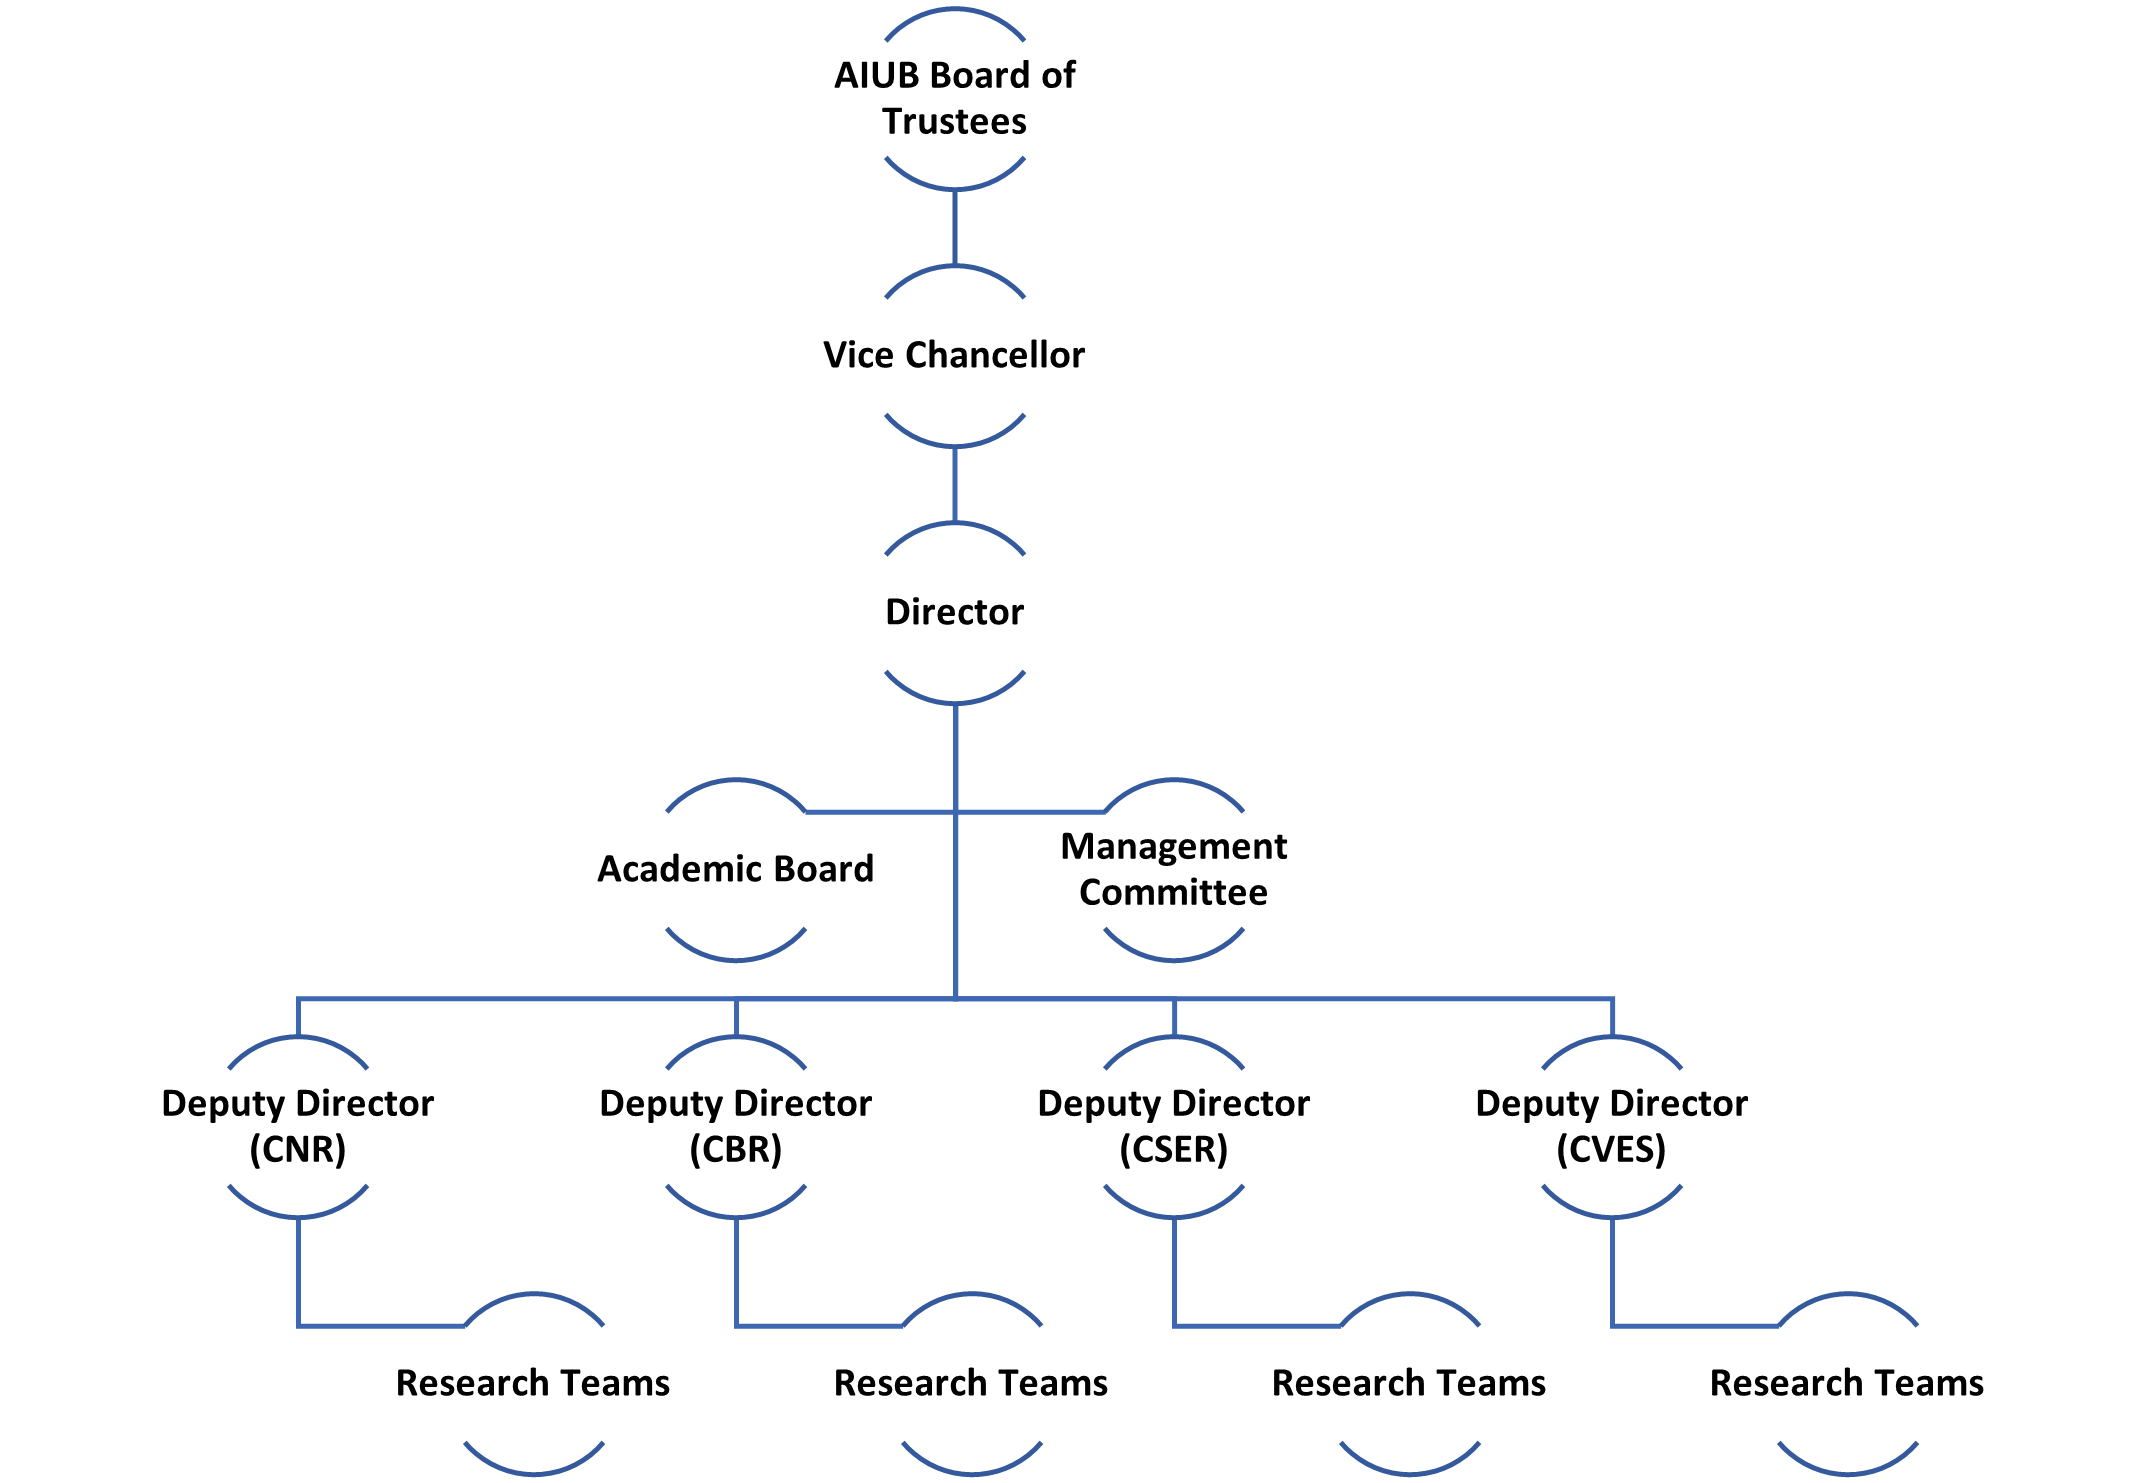 AIUB Board of
Trustees
Vice Chancellor
Director
Academic Board
Management
Committee
Deputy Director
(CNR)
Deputy Director
(CBR)
Deputy Director
(CSER)
Deputy Director
(CVES)
Research Teams
Research Teams
Research Teams
Research Teams